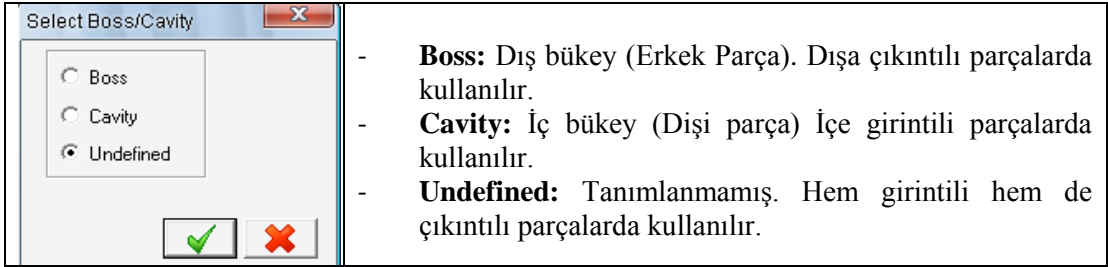 Select Boss/Cavity
Boss
Cavity
Undefined
- Boss: Dış bükey (Erkek Parça). Dışa çıkıntılı parçalarda
kullanılır.
- Cavity: İç bükey (Dişi parça) İçe girintili parçalarda
kullanılır.
- Undefined: Tanımlanmamış. Hem girintili hem de
çıkıntılı parçalarda kullanılır.